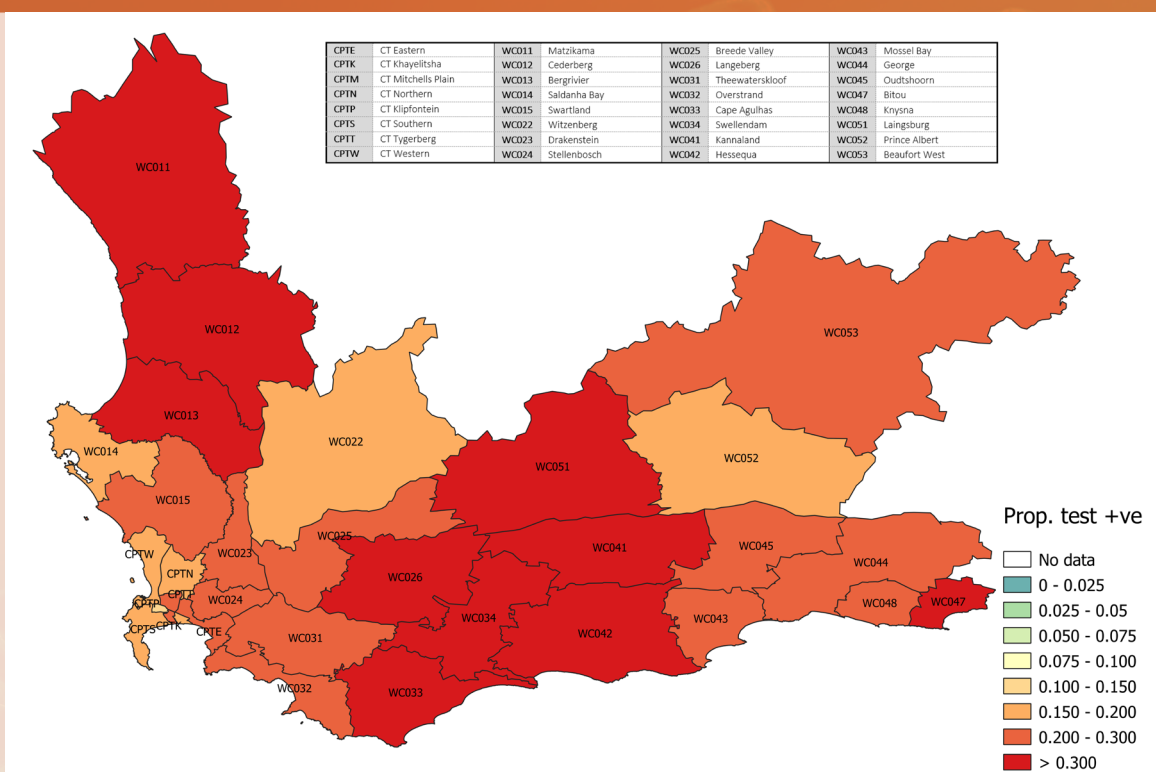 CPTE CT Eastern WC011 Matzikama WC025 Breede Valley WC043 Mossel Bay
CPTK CT Khayelitsha WC012 Cederberg WC026 Langeberg WC044 George
CPTM CT Mitchells Plain WC013 Bergrivier WC031 Theewaterskloof WC045 Oudtshoorn
CPTN CT Northern WC014 Saldanha Bay WC032 Overstrand WC047 Bitou
CPTP CT Klipfontein WC015 Swartland WC033 Cape Agulhas WC048 Knysna
CPTS CT Southern WC022 Witzenberg WC034 Swellendam WC051 Laingsburg
CPTT CT Tygerberg WC023 Drakenstein WC041 Kannaland WC052 Prince Albert
CPTW CT Western WC024 Stellenbosch WC042 Hessequa WC053 Beaufort West
WC011
WC012
WC053
WC013
WC022
WC014
WC052
WC051
WC015
WC025
WC041
WC045
CPTW
WC023
WC044
CPTN
WC026
WC024
CPTP
WC048
WC047
WC034
WC043
CPTS
CPTK
CPTE
WC031
WC042
WC032
WC033
Prop. test +ve
No data
0 - 0.025
0.025 - 0.05
0.050 - 0.075
0.075 - 0.100
0.100 - 0.150
0.150 - 0.200
0.200 - 0.300
> 0.300